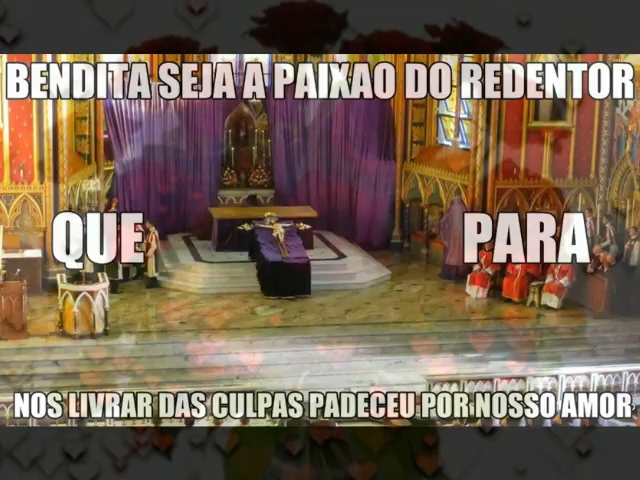 BENDITA SEJA A PAIXAO DO REDENTOR
QUE PARA
NOS LIVRAR DAS CULPAS PADECEU POR NOSSO AMOR,